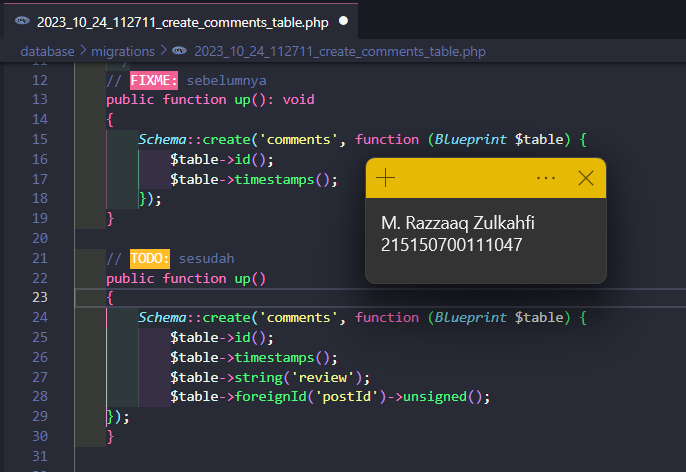 2023_10_24_112711_create_comments_table.php
database > migrations > 2023_10_24_112711_create_comments_table.php
11
12 // FIXME: sebelumnya
13 public function up(): void
14 {
15 Schema::create('comments', function (Blueprint $table) {
16 $table->id();
17 $table->timestamps();
18 });
19 }
20
21 // TODO: sesudah
22 public function up()
23 {
24 Schema::create('comments', function (Blueprint $table) {
25 $table->id();
26 $table->timestamps();
27 $table->string('review');
28 $table->foreignId('postId')->unsigned();
29 });
30 }
31
M. Razzaaq Zulkahfi
215150700111047